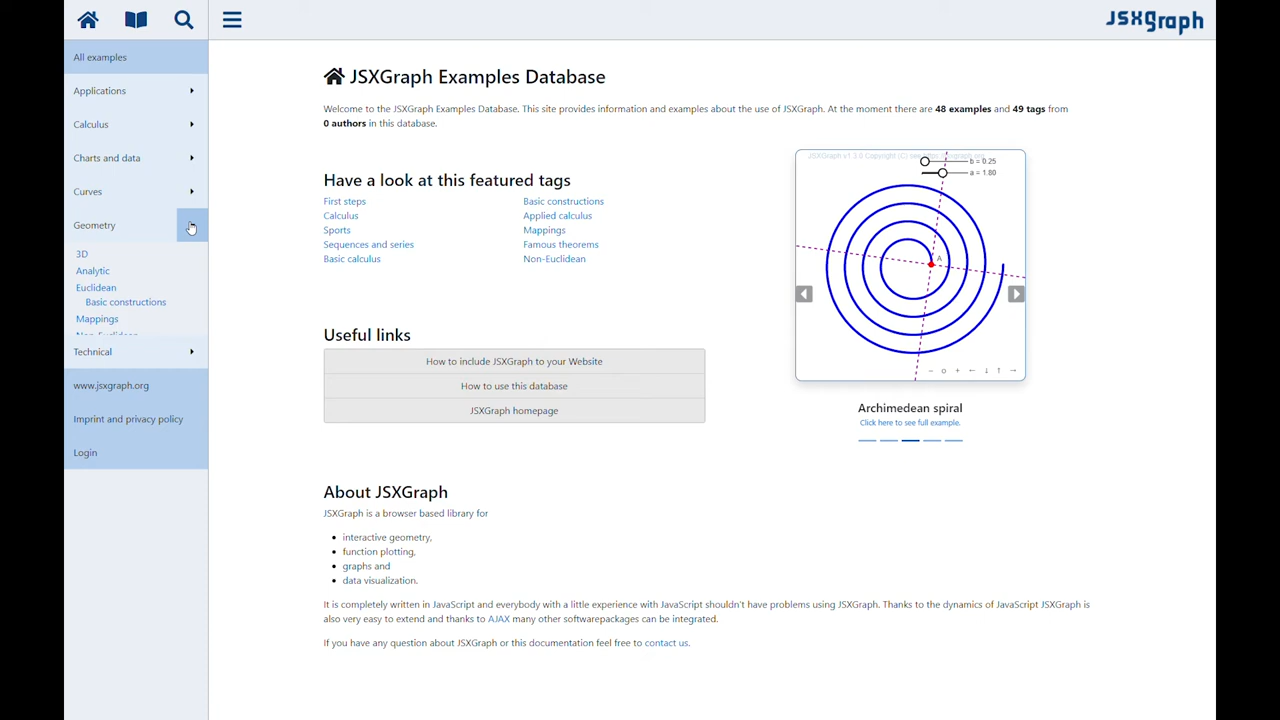 JSXGraph
All examples
Applications
Calculus
Charts and data
Curves
Geometry
3D
Analytic
Euclidean
Basic constructions
Mappings
Non-Euclidean
Technical
www.jsxgraph.org
Imprint and privacy policy
Login
JSXGraph Examples Database
Welcome to the JSXGraph Examples Database. This site provides information and examples about the use of JSXGraph. At the moment there are 48 examples and 49 tags from
0 authors in this database.
Have a look at this featured tags
First steps
Calculus
Sports
Sequences and series
Basic calculus
Basic constructions
Applied calculus
Mappings
Famous theorems
Non-Euclidean
JSXGraph v1.3.0 Copyright (C) see
b = 0.25
a = 1.80
A
− o + ← ↓ ↑ →
Archimedean spiral
Click here to see full example.
Useful links
How to include JSXGraph to your Website
How to use this database
JSXGraph homepage
About JSXGraph
JSXGraph is a browser based library for
• interactive geometry,
• function plotting,
• graphs and
• data visualization.
It is completely written in JavaScript and everybody with a little experience with JavaScript shouldn't have problems using JSXGraph. Thanks to the dynamics of JavaScript JSXGraph is
also very easy to extend and thanks to AJAX many other softwarepackages can be integrated.
If you have any question about JSXGraph or this documentation feel free to contact us.